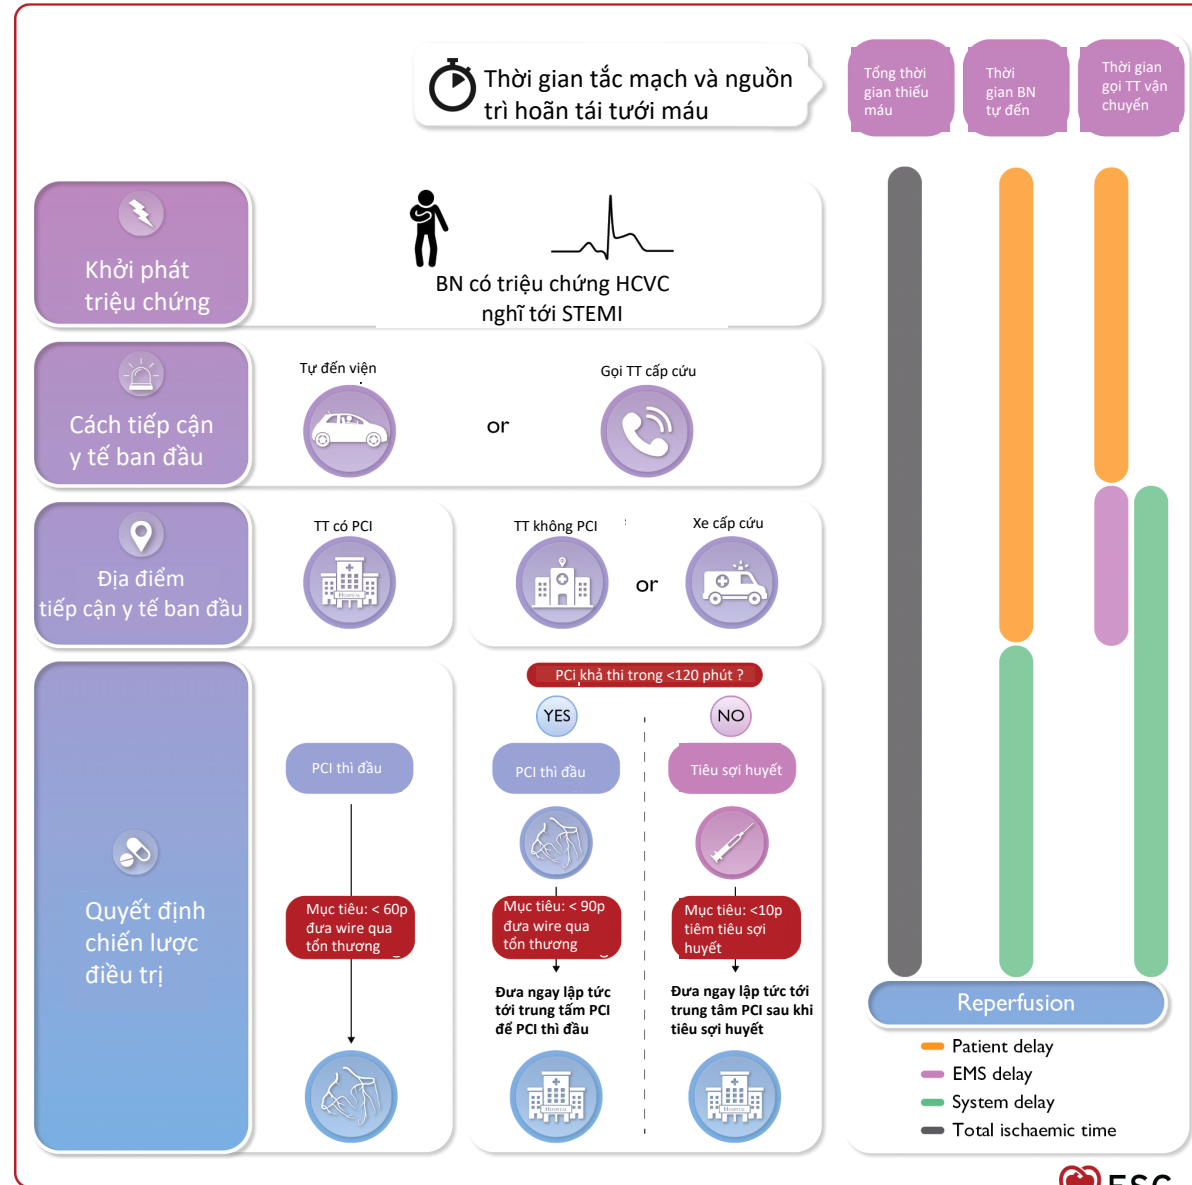 Thời gian tắc mạch và nguồn
trì hoãn tái tưới máu
Tổng thời
gian thiếu
máu
Thời
gian BN
tự đến
Thời gian
gọi TT vận
chuyển
Khởi phát
triệu chứng
BN có triệu chứng HCVC
nghĩ tới STEMI
Cách tiếp cận
y tế ban đầu
Tự đến viện
or
Gọi TT cấp cứu
Địa điểm
tiếp cận y tế ban đầu
TT có PCI
HOSPITAL
TT không PCI
or
Xe cấp cứu
Quyết định
chiến lược
điều trị
PCi khả thi trong <120 phút ?
YES
NO
PCI thì đầu
PCI thì đầu
Tiêu sợi huyết
Mục tiêu: < 60p
đưa wire qua
tổn thương
Mục tiêu: < 90p
đưa wire qua
tổn thương
Mục tiêu: <10p
tiêm tiêu sợi
huyết
Đưa ngay lập tức
tới trung tấm PCI
để PCI thì đầu
Đưa ngay lập tức tới
trung tâm PCI sau khi
tiêu sợi huyết
HOSPITAL
HOSPITAL
Reperfusion
Patient delay
EMS delay
System delay
Total ischaemic time
ESC